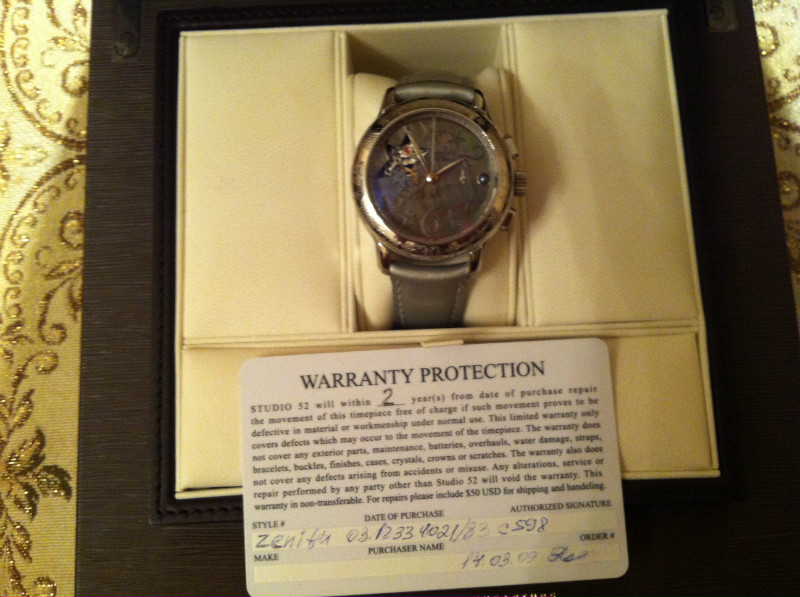 WARRANTY PROTECTION
STUDIO 52 will within 2 year(s) from date of purchase repair
the movement of this timepiece free of charge if such movement proves to be
defective in material or workmenship under normal use. This limited warranty only
covers defects which may occur to the movement of the timepiece. The warranty does
not cover any exterior parts, maintenance, batteries, overhauls, water damage, straps,
bracelets, buckles, finishes, cases, crystals, crowns or scratches. The warranty also does
not cover any defects arising from accidents or misuse. Any alterations, service or
repair performed by any party other than Studio 52 will void the warranty. This
warranty in non-transferable. For repairs please include $50 USD for shipping and handeling.
STYLE # DATE OF PURCHASE AUTHORIZED SIGNATURE
Zenith 03.1233.4021/83 c598
MAKE PURCHASER NAME ORDER #
14.03.09
6